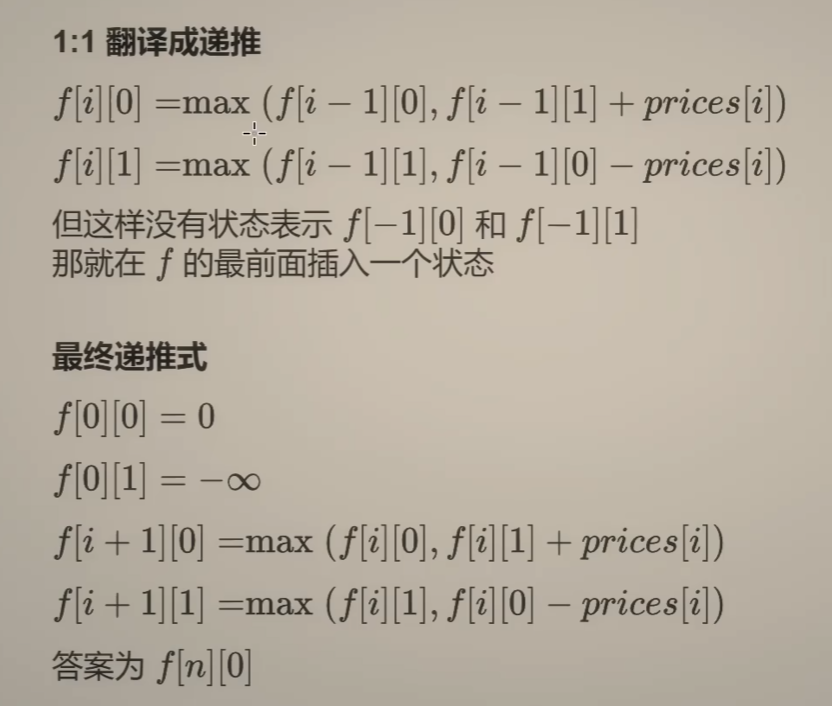 1:1 翻译成递推
f[i][0] =max (f[i − 1][0], f[i − 1][1] + prices[i])
f[i][1] =max (f[i − 1][1], f[i − 1][0] − prices[i])
但这样没有状态表示 f[−1][0] 和 f[−1][1]
那就在 f 的最前面插入一个状态
最终递推式
f[0][0] = 0
f[0][1] = −∞
f[i + 1][0] =max (f[i][0], f[i][1] + prices[i])
f[i + 1][1] =max (f[i][1], f[i][0] − prices[i])
答案为 f[n][0]